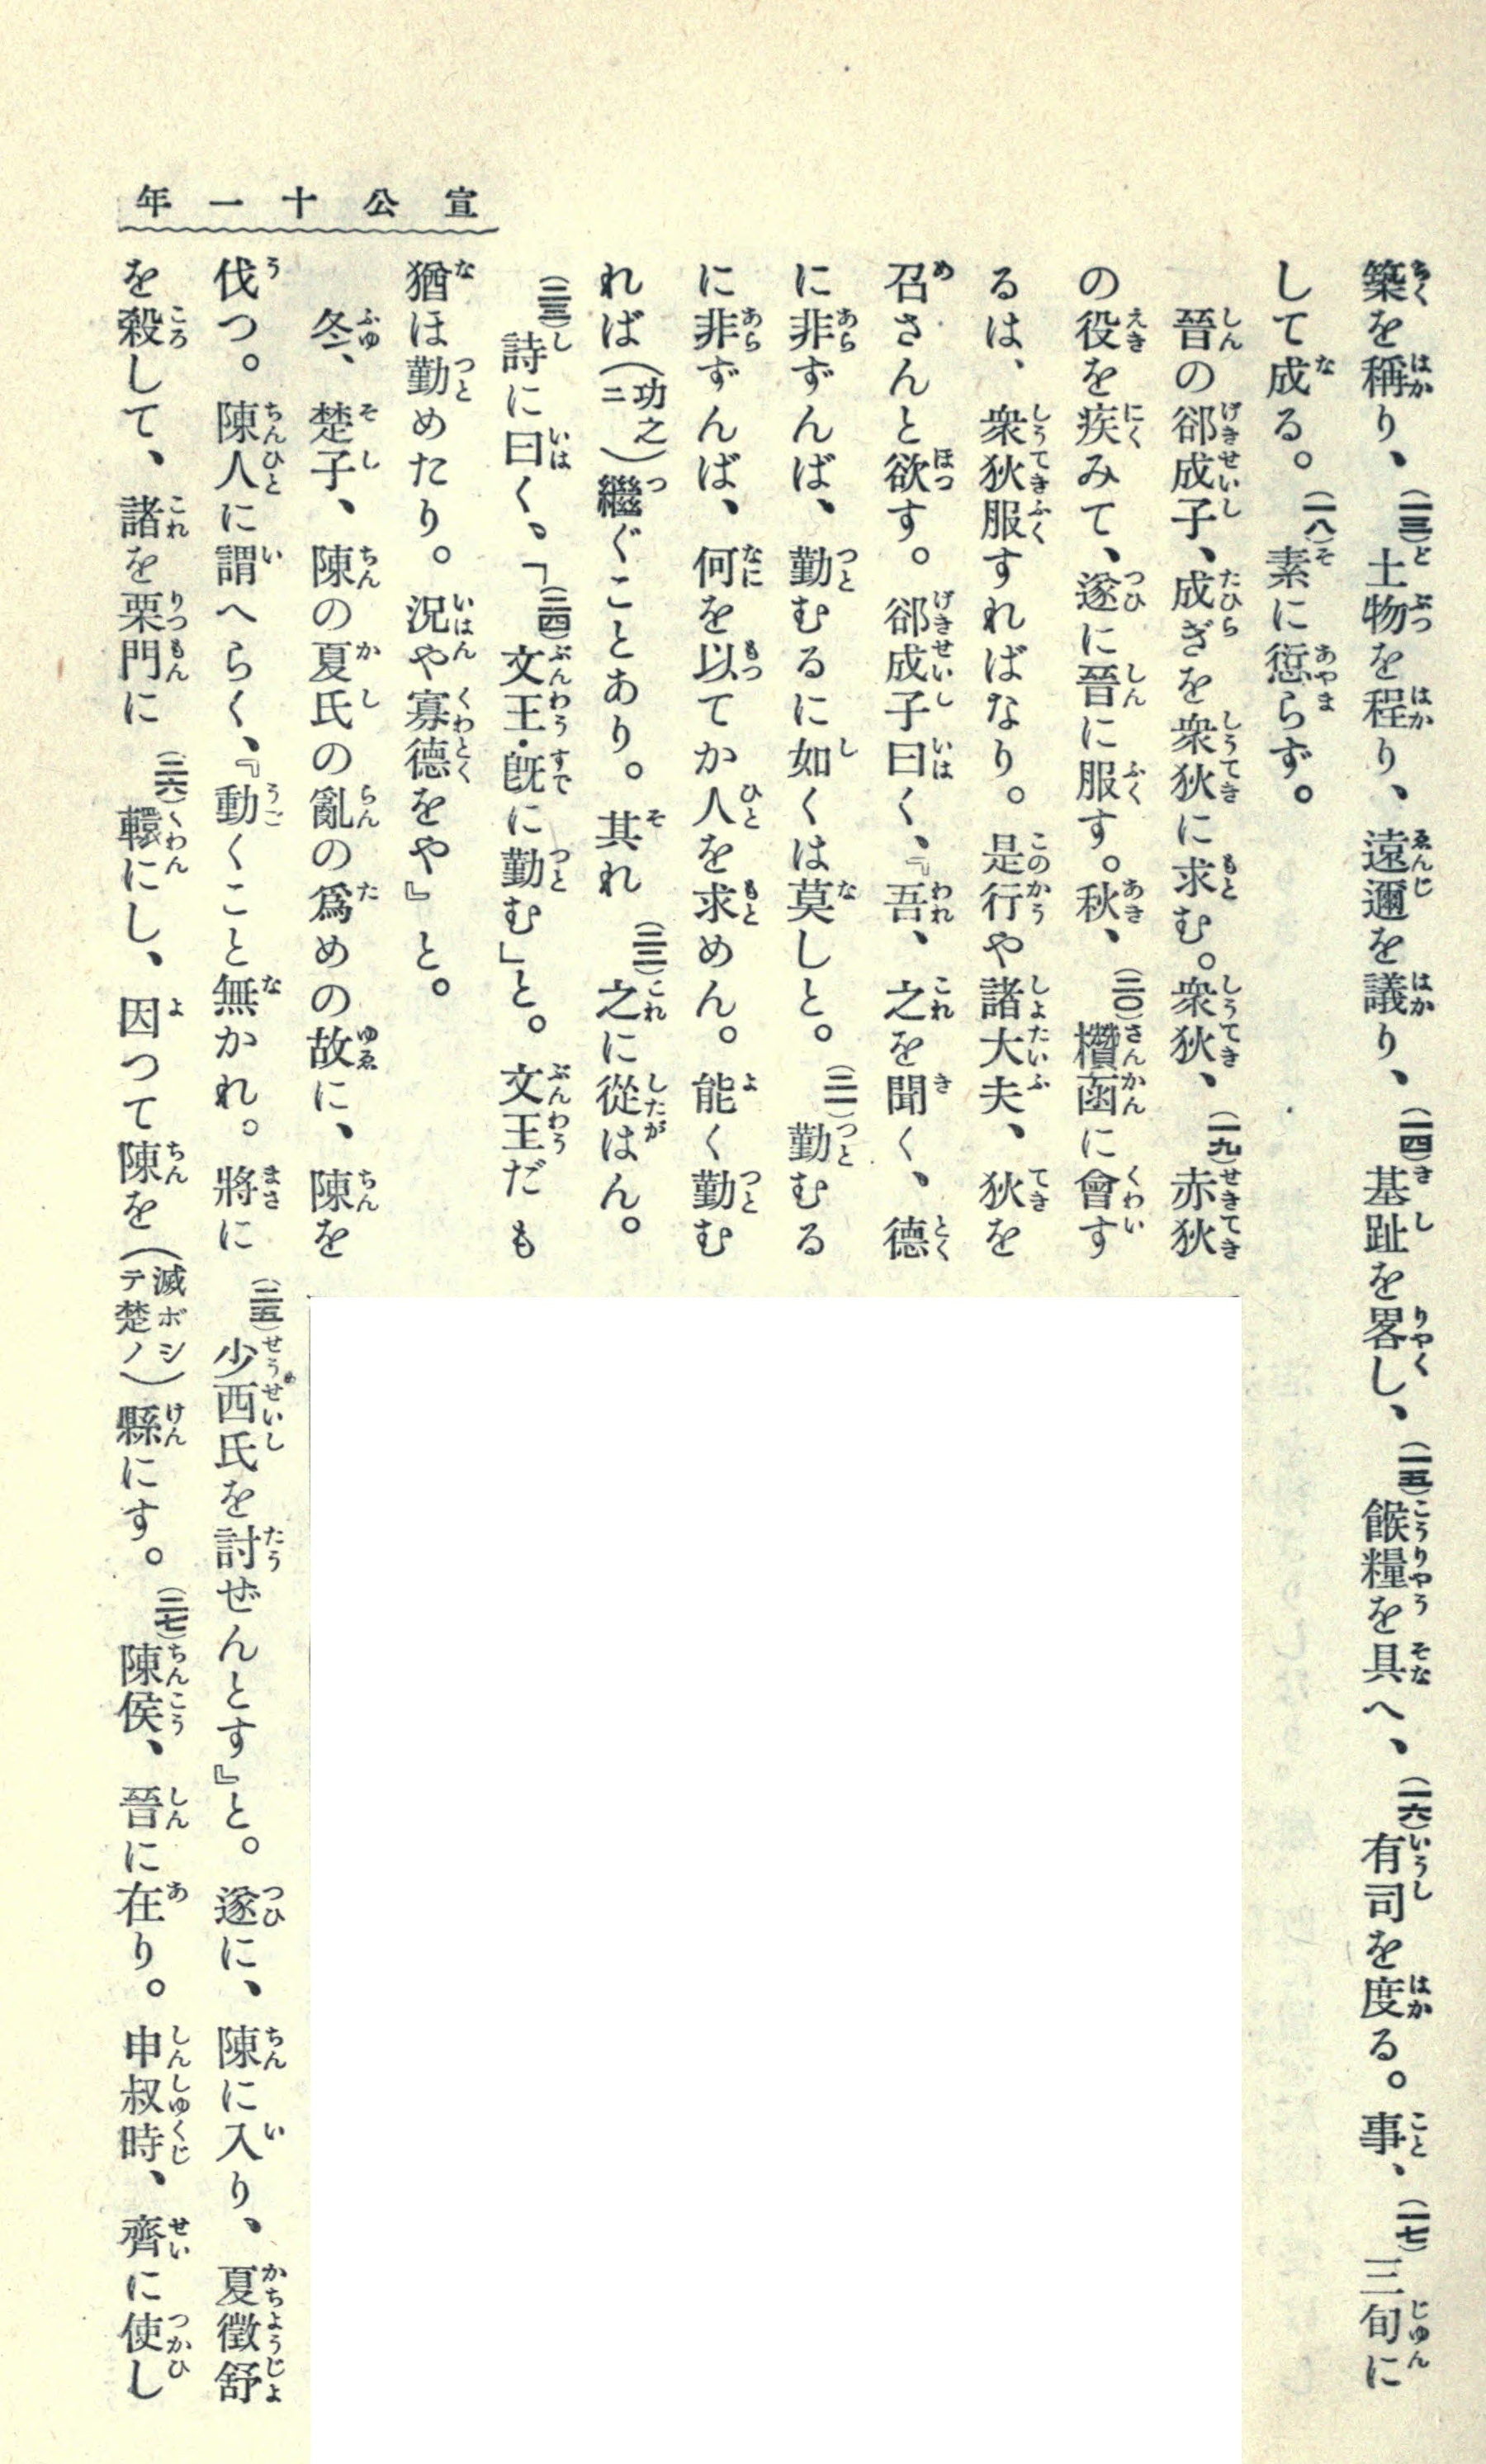 宣公十一年
築を稱り、(一三)土物を程り、遠邇を議り、(一四)基趾を畧し、(一五)餱糧を具へ、(一六)有司を度る。事、(一七)三旬に
して成る。(一八)素に愆らず。
晉の郤成子、成ぎを衆狄に求む。衆狄、(一九)赤狄
の役を疾みて、遂に晉に服す。秋、(二〇)欑函に會す
るは、衆狄服すればなり。是行や諸大夫、狄を
召さんと欲す。郤成子曰く、『吾、之を聞く、德
に非ずんば、勤むるに如くは莫しと。(二一)勤むる
に非ずんば、何を以てか人を求めん。能く勤む
れば(功之ニ)繼ぐことあり。其れ(二二)之に從はん。
(二三)詩に曰く、「(二四)文王・旣に勤む」と。文王だも
猶ほ勤めたり。況や寡德をや』と。
冬、楚子、陳の夏氏の亂の爲めの故に、陳を
伐つ。陳人に謂へらく、『動くこと無かれ。將に(二五)少西氏を討ぜんとす』と。遂に、陳に入り、夏徵舒
を殺して、諸を栗門に(二六)轘にし、因つて陳を(滅ボシテ楚ノ)縣にす。(二七)陳侯、晉に在り。申叔時、齊に使し